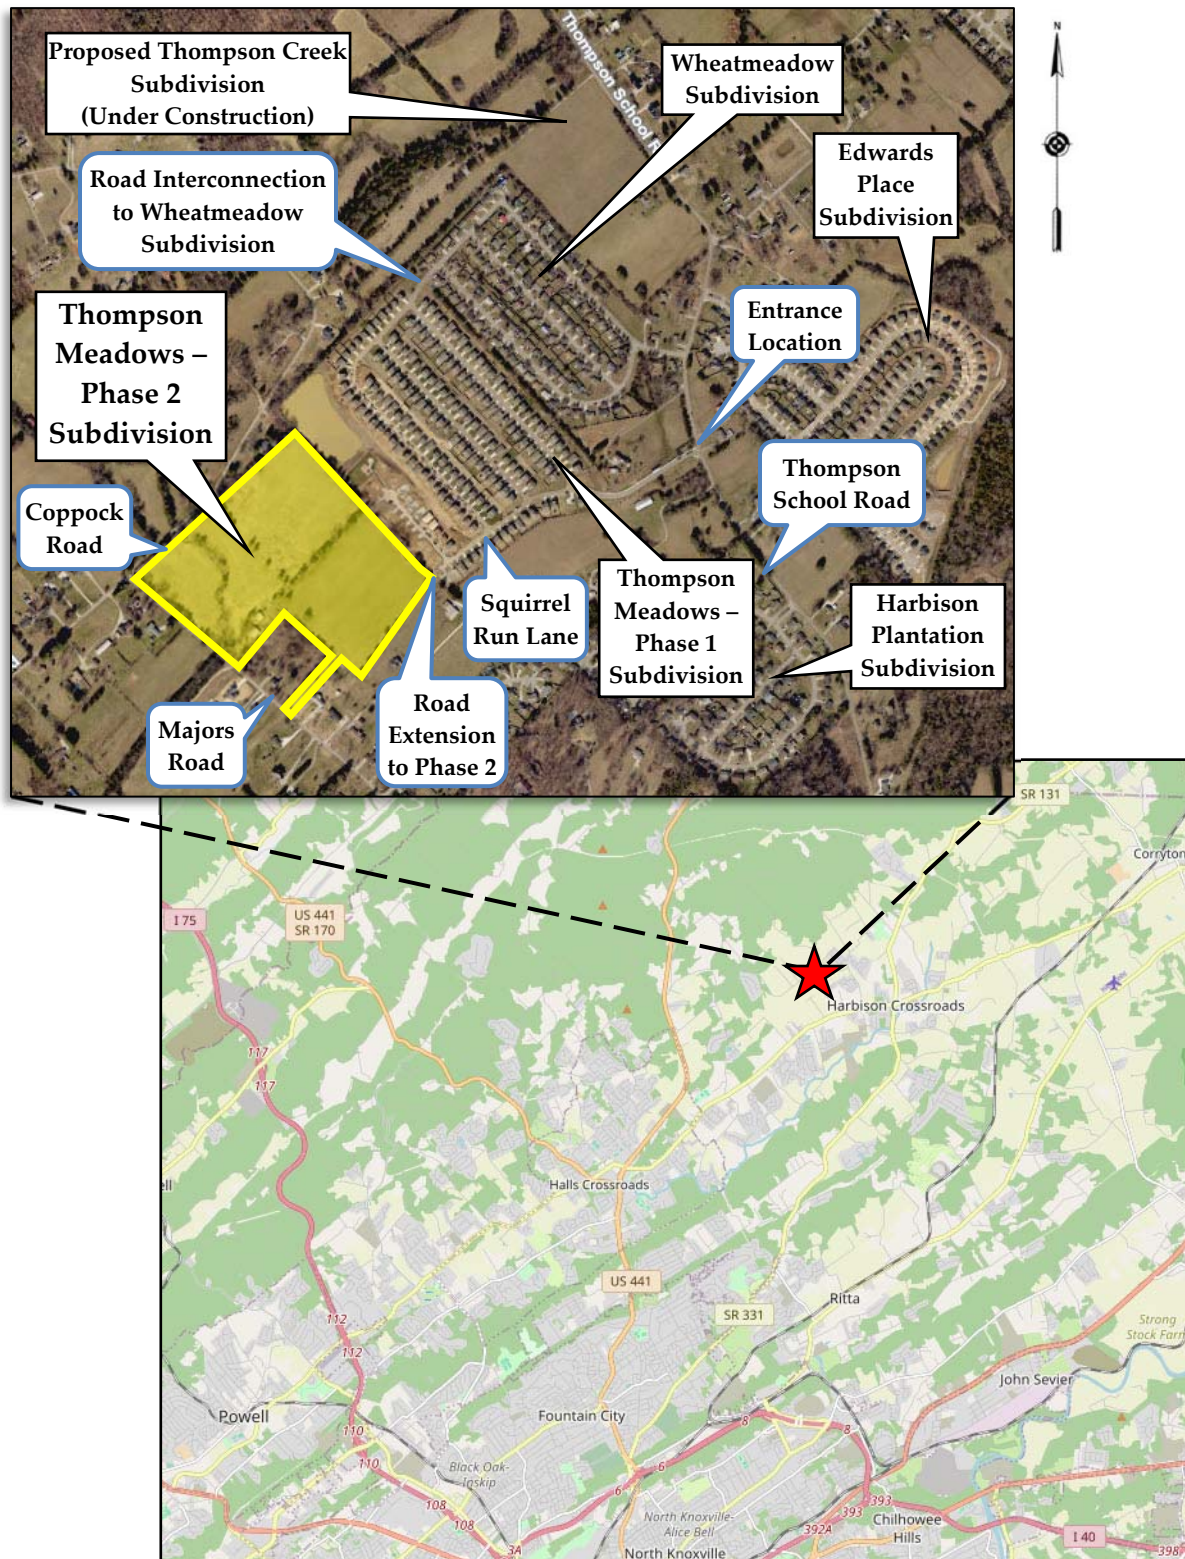 N
Thompson School R
Proposed Thompson Creek
Subdivision
(Under Construction)
Wheatmeadow
Subdivision
Edwards
Place
Subdivision
Road Interconnection
to Wheatmeadow
Subdivision
Thompson
Meadows –
Phase 2
Subdivision
Entrance
Location
Thompson
School Road
Coppock
Road
Squirrel
Run Lane
Thompson
Meadows –
Phase 1
Subdivision
Harbison
Plantation
Subdivision
Majors
Road
Road
Extension
to Phase 2
SR 131
Corryton
I 75
US 441
SR 170
Harbison Crossroads
117
117
Halls Crossroads
ell
US 441
SR 331
Ritta
Strong
Stock Farm
112
112
John Sevier
Powell
Fountain City
110
110
8
8
Black Oak-
Inskip
6
6
108
108
North Knoxville-
Alice Bell
393
393
392A
Chilhowee
Hills
I 40
3A
North Knoxville
398